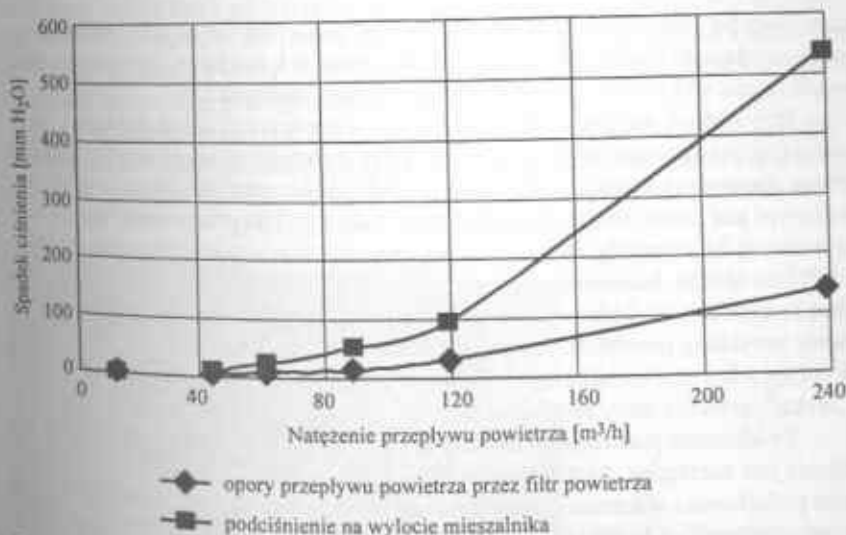 600
500
400
300
200
100
0
Spadek ciśnienia [mm H₂O]
0 40 80 120 160 200 240
Natężenie przepływu powietrza [m³/h]
opory przepływu powietrza przez filtr powietrza
podciśnienie na wylocie mieszalnika